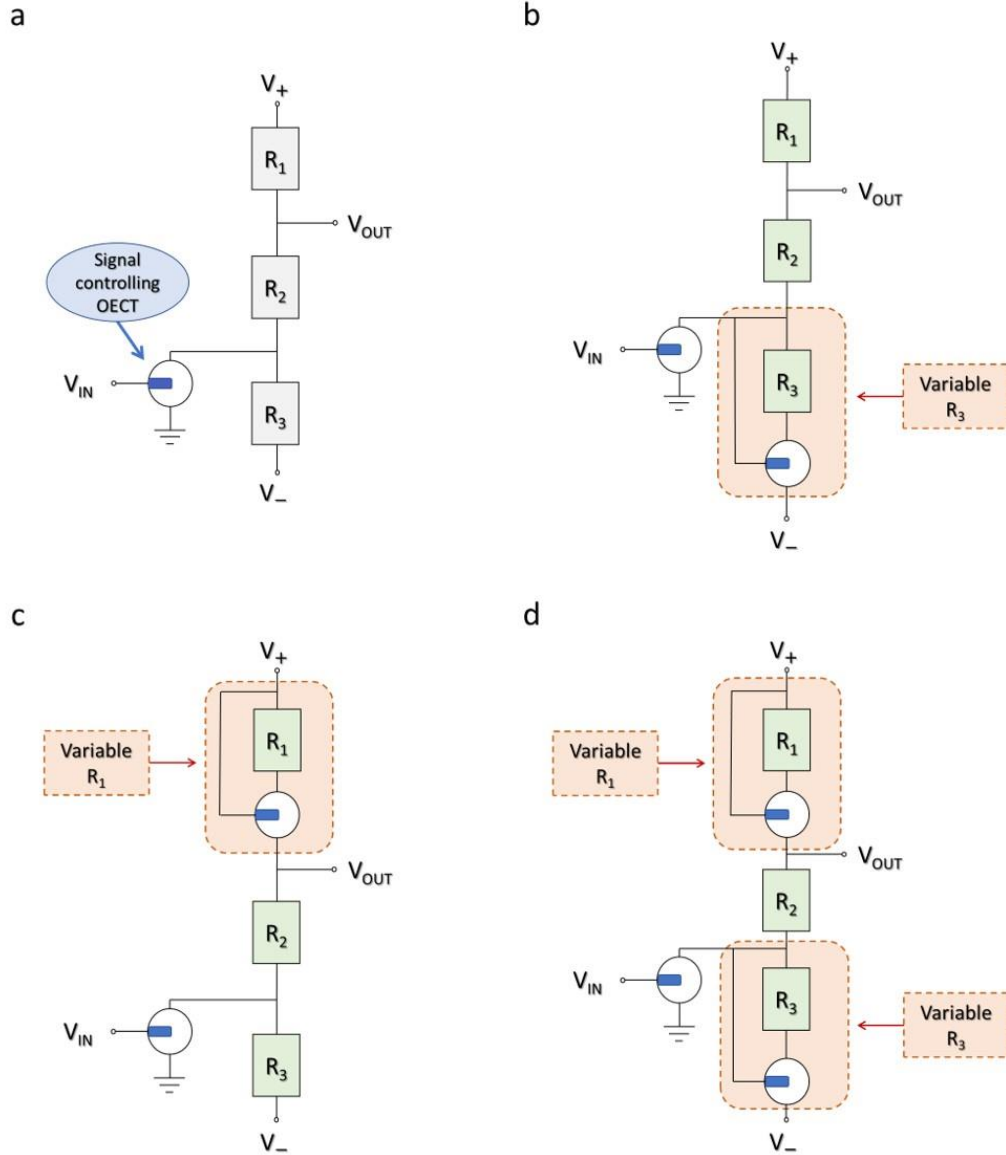 a
V+
R1
VOUT
Signal
controlling
OECT
R2
VIN
R3
V−
b
V+
R1
VOUT
R2
VIN
R3
Variable
R3
V−
c
V+
Variable
R1
R1
VOUT
R2
VIN
R3
V−
d
V+
Variable
R1
R1
VOUT
R2
VIN
R3
Variable
R3
V−